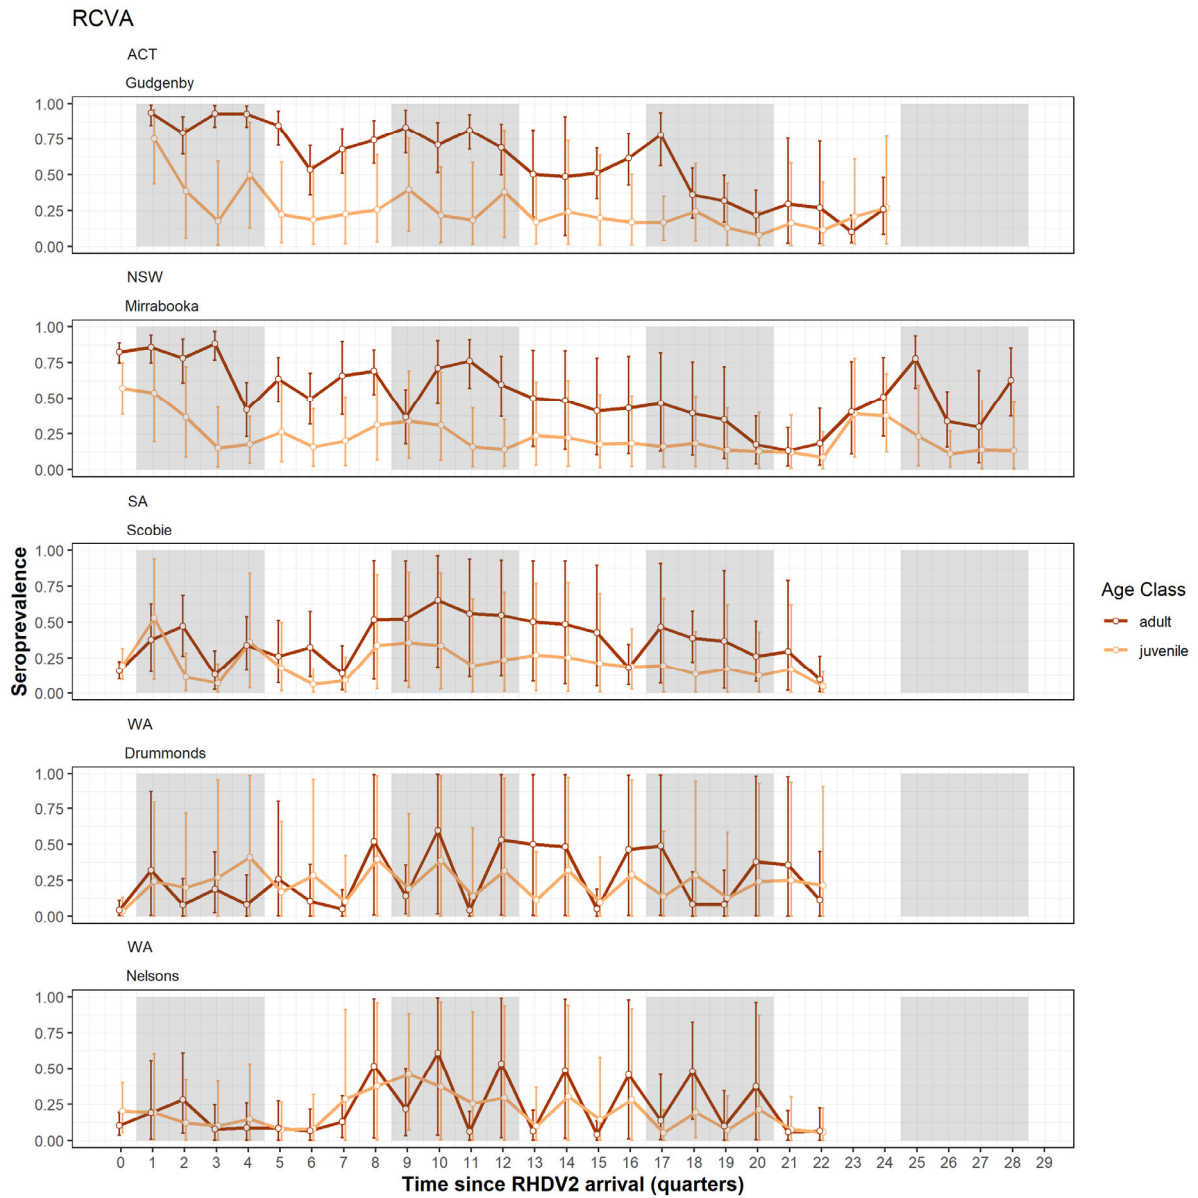 RCVA
ACT
Gudgenby
1.00
0.75
0.50
0.25
0.00
NSW
Mirrabooka
1.00
0.75
0.50
0.25
0.00
SA
Scobie
1.00
0.75
0.50
0.25
0.00
WA
Drummonds
1.00
0.75
0.50
0.25
0.00
WA
Nelsons
1.00
0.75
0.50
0.25
0.00
Seroprevalence
0 1 2 3 4 5 6 7 8 9 10 11 12 13 14 15 16 17 18 19 20 21 22 23 24 25 26 27 28 29
Time since RHDV2 arrival (quarters)
Age Class
adult
juvenile